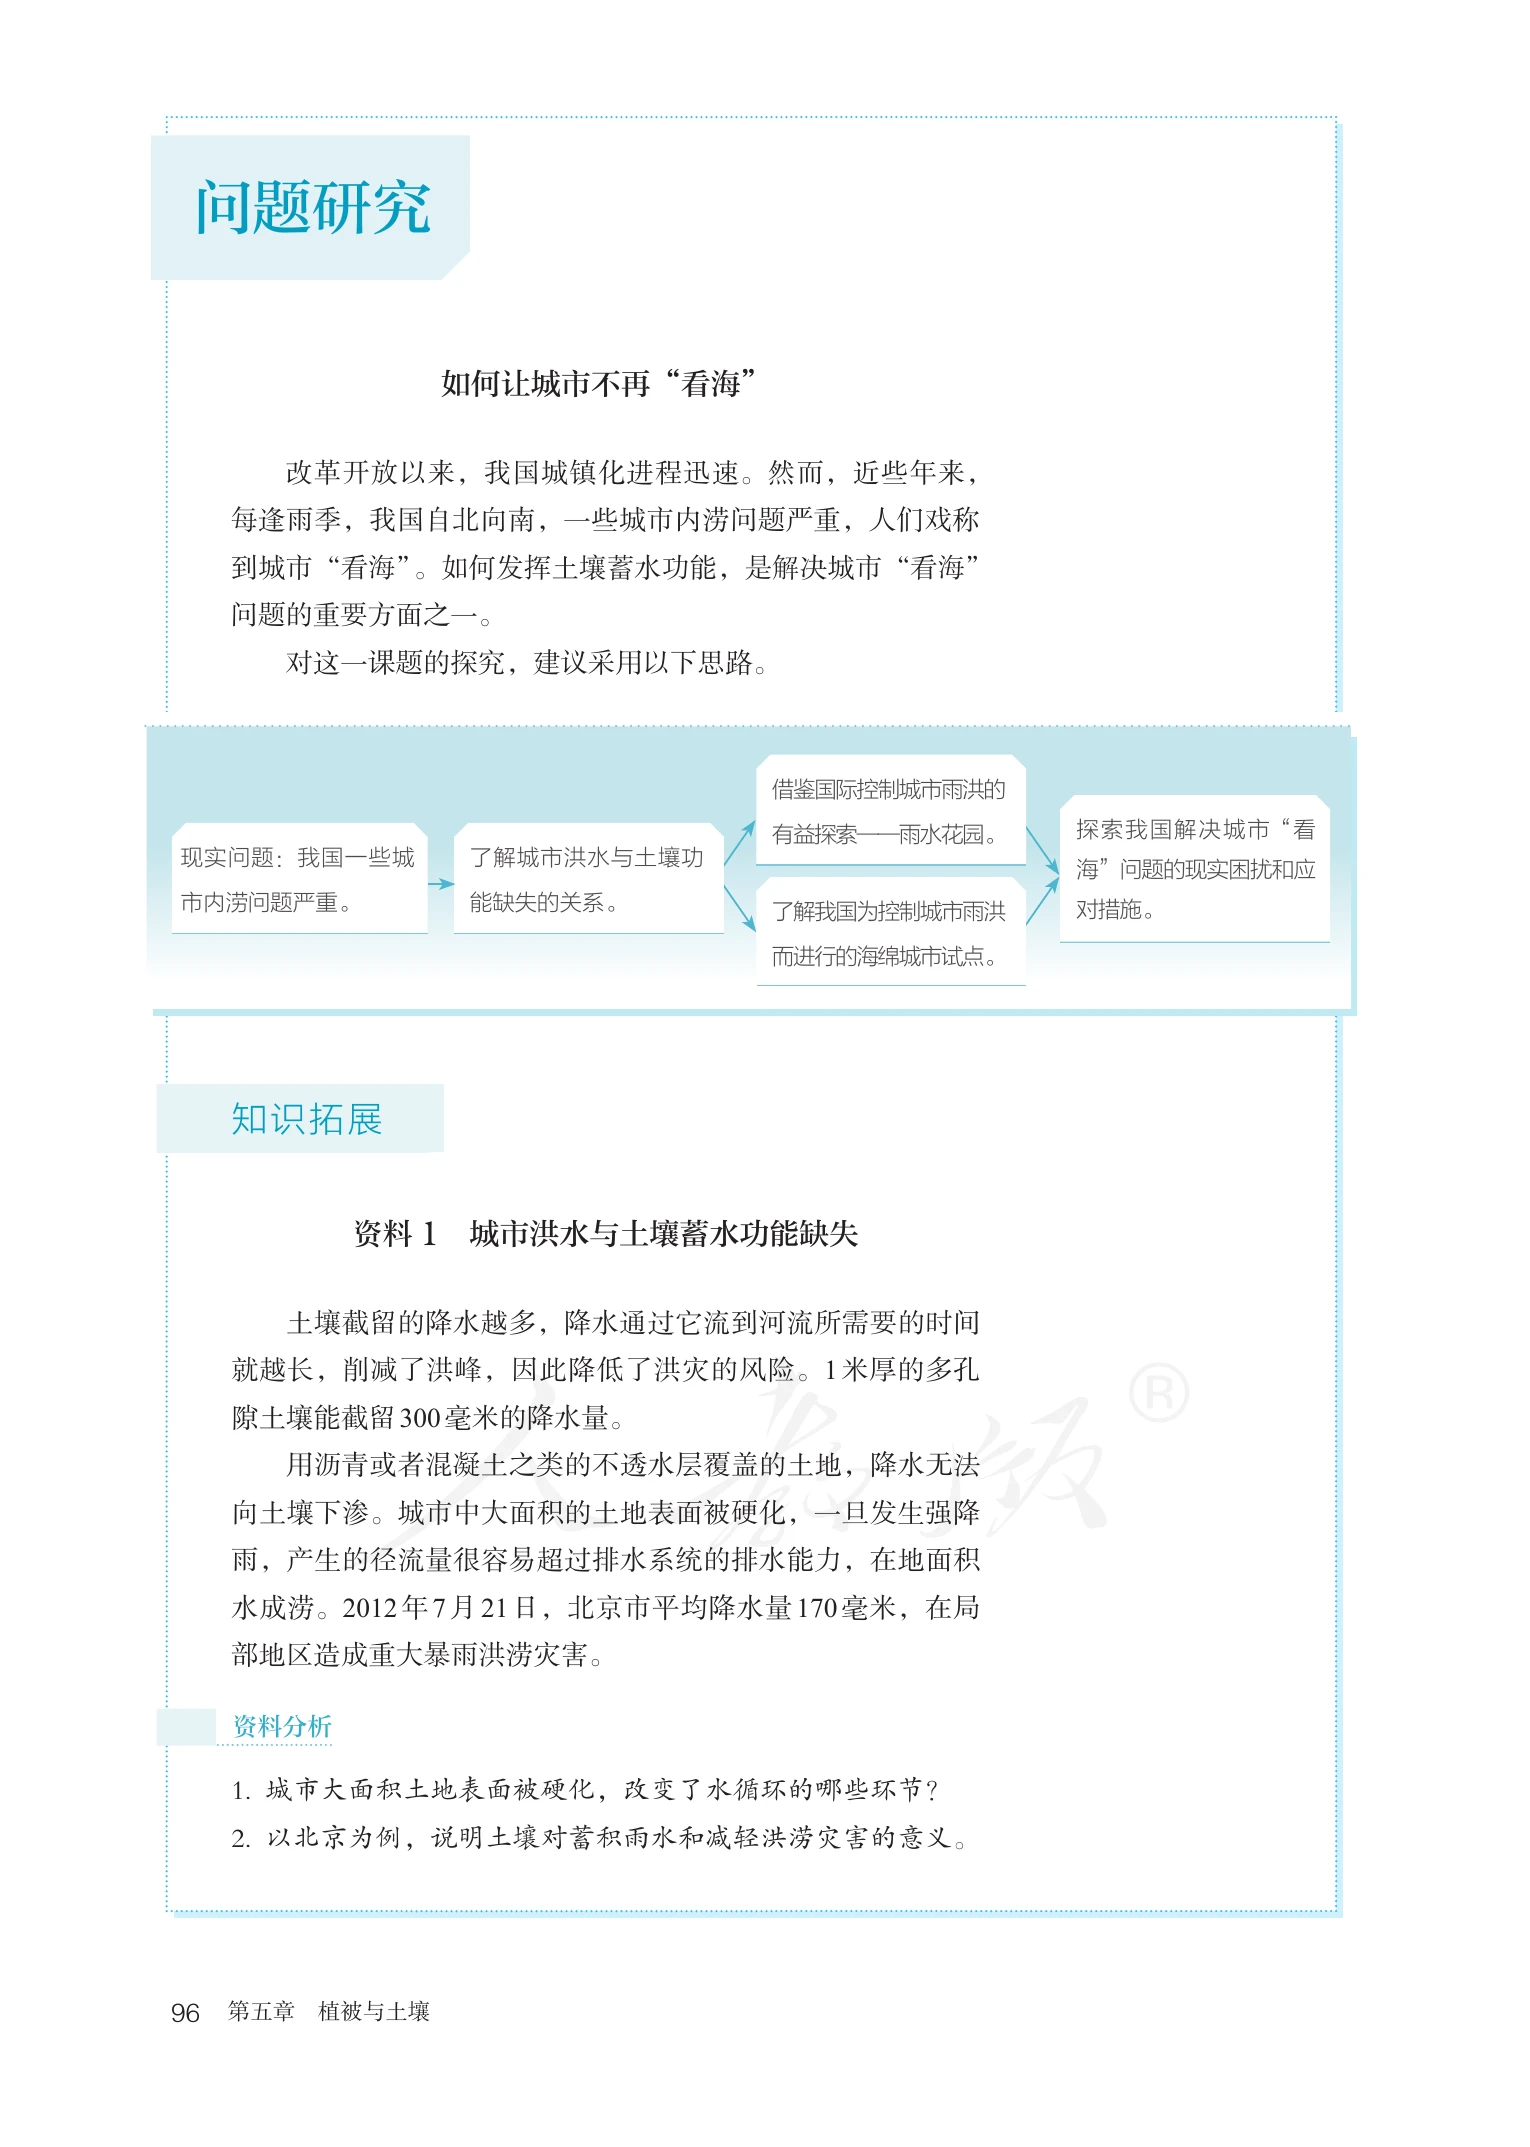 问题研究
如何让城市不再“看海”
改革开放以来，我国城镇化进程迅速。然而，近些年来，
每逢雨季，我国自北向南，一些城市内涝问题严重，人们戏称
到城市“看海”。如何发挥土壤蓄水功能，是解决城市“看海”
问题的重要方面之一。
对这一课题的探究，建议采用以下思路。
现实问题：我国一些城
市内涝问题严重。
了解城市洪水与土壤功
能缺失的关系。
借鉴国际控制城市雨洪的
有益探索——雨水花园。
了解我国为控制城市雨洪
而进行的海绵城市试点。
探索我国解决城市“看
海”问题的现实困扰和应
对措施。
知识拓展
资料1 城市洪水与土壤蓄水功能缺失
土壤截留的降水越多，降水通过它流到河流所需要的时间
就越长，削减了洪峰，因此降低了洪灾的风险。1米厚的多孔
隙土壤能截留300毫米的降水量。
用沥青或者混凝土之类的不透水层覆盖的土地，降水无法
向土壤下渗。城市中大面积的土地表面被硬化，一旦发生强降
雨，产生的径流量很容易超过排水系统的排水能力，在地面积
水成涝。2012年7月21日，北京市平均降水量170毫米，在局
部地区造成重大暴雨洪涝灾害。
人教版®
资料分析
1. 城市大面积土地表面被硬化，改变了水循环的哪些环节？
2. 以北京为例，说明土壤对蓄积雨水和减轻洪涝灾害的意义。
96 第五章 植被与土壤